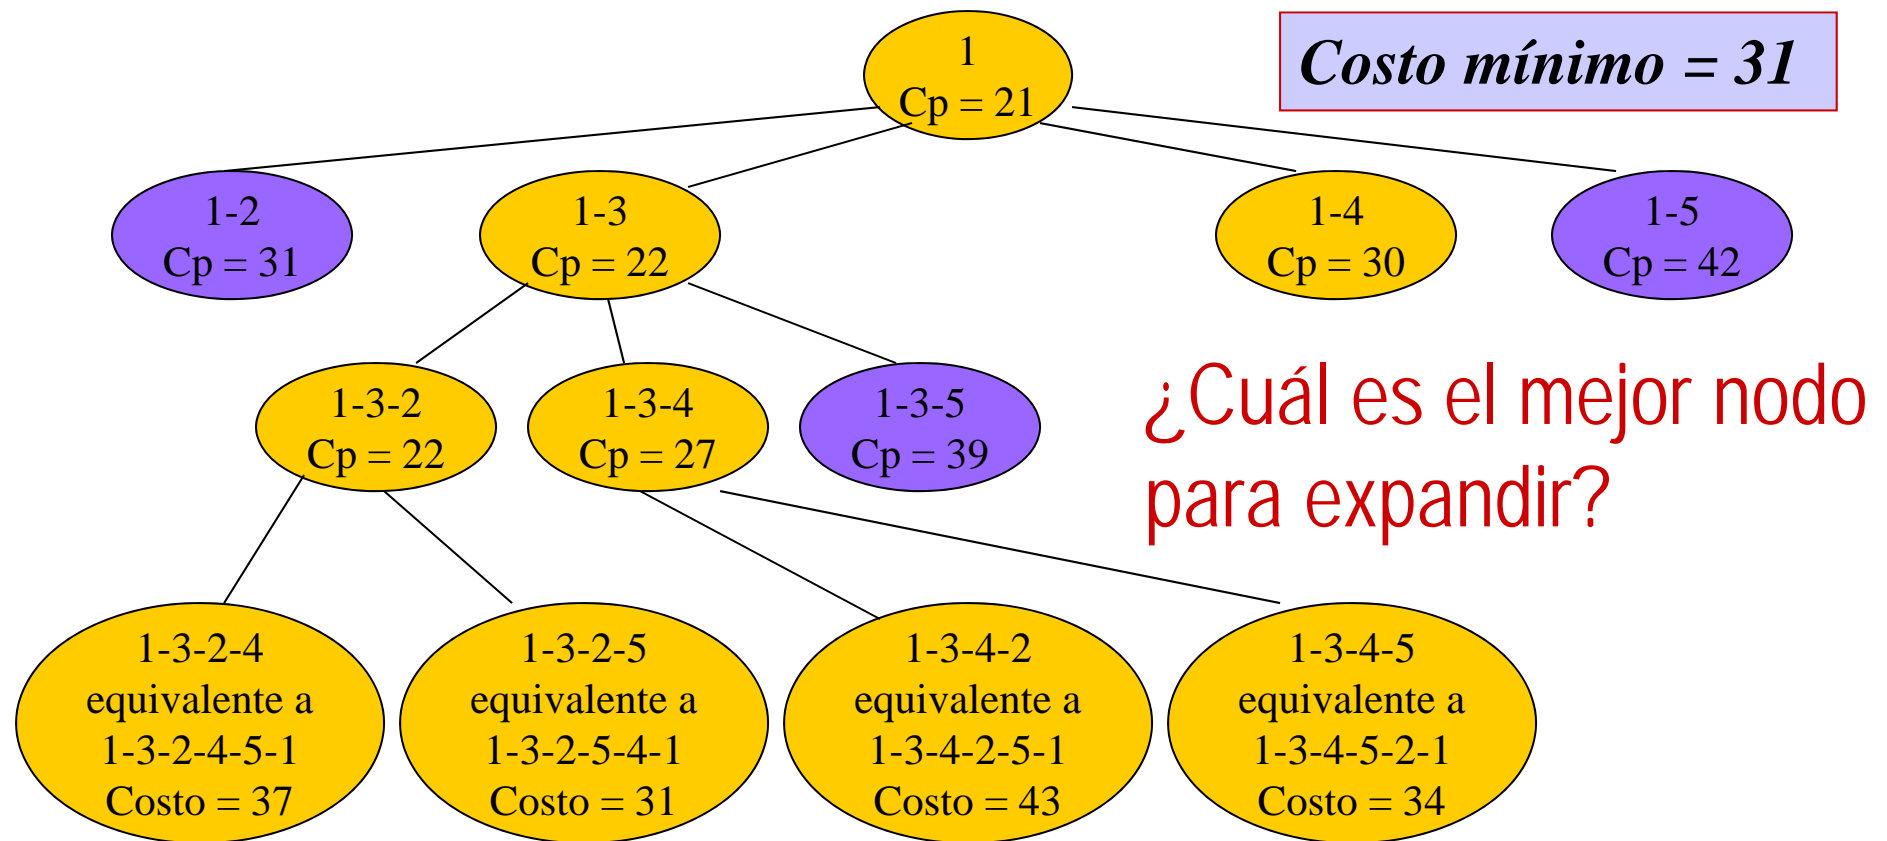 1
Cp = 21
Costo mínimo = 31
1-2
Cp = 31
1-3
Cp = 22
1-4
Cp = 30
1-5
Cp = 42
1-3-2
Cp = 22
1-3-4
Cp = 27
1-3-5
Cp = 39
¿Cuál es el mejor nodo
para expandir?
1-3-2-4
equivalente a
1-3-2-4-5-1
Costo = 37
1-3-2-5
equivalente a
1-3-2-5-4-1
Costo = 31
1-3-4-2
equivalente a
1-3-4-2-5-1
Costo = 43
1-3-4-5
equivalente a
1-3-4-5-2-1
Costo = 34